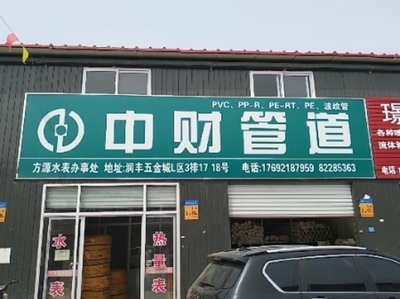 PVC、PP-R、PE-RT、PE、波纹管
中财管道
方源水表办事处 地址:润丰五金城L区3排17 18号 电话:17692187959 82285363
璟
水表
热量表